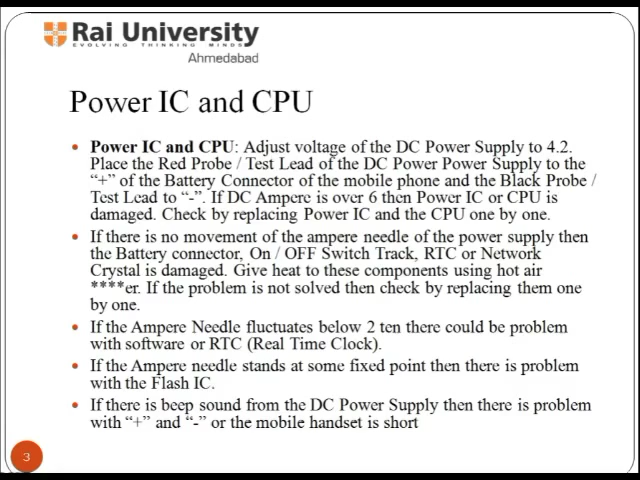 Rai University
EVOLVING THINKING MINDS
Ahmedabad
Power IC and CPU
• Power IC and CPU: Adjust voltage of the DC Power Supply to 4.2.
Place the Red Probe / Test Lead of the DC Power Power Supply to the
“+” of the Battery Connector of the mobile phone and the Black Probe /
Test Lead to “-”. If DC Ampere is over 6 then Power IC or CPU is
damaged. Check by replacing Power IC and the CPU one by one.
• If there is no movement of the ampere needle of the power supply then
the Battery connector, On / OFF Switch Track, RTC or Network
Crystal is damaged. Give heat to these components using hot air
****er. If the problem is not solved then check by replacing them one
by one.
• If the Ampere Needle fluctuates below 2 ten there could be problem
with software or RTC (Real Time Clock).
• If the Ampere needle stands at some fixed point then there is problem
with the Flash IC.
• If there is beep sound from the DC Power Supply then there is problem
with “+” and “-” or the mobile handset is short
3